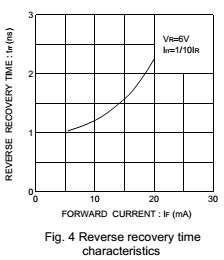 3
2
1
0
REVERSE RECOVERY TIME : trr (ns)
VR=6V
Irr=1/10IR
0 10 20 30
FORWARD CURRENT : IF (mA)
Fig. 4 Reverse recovery time
characteristics